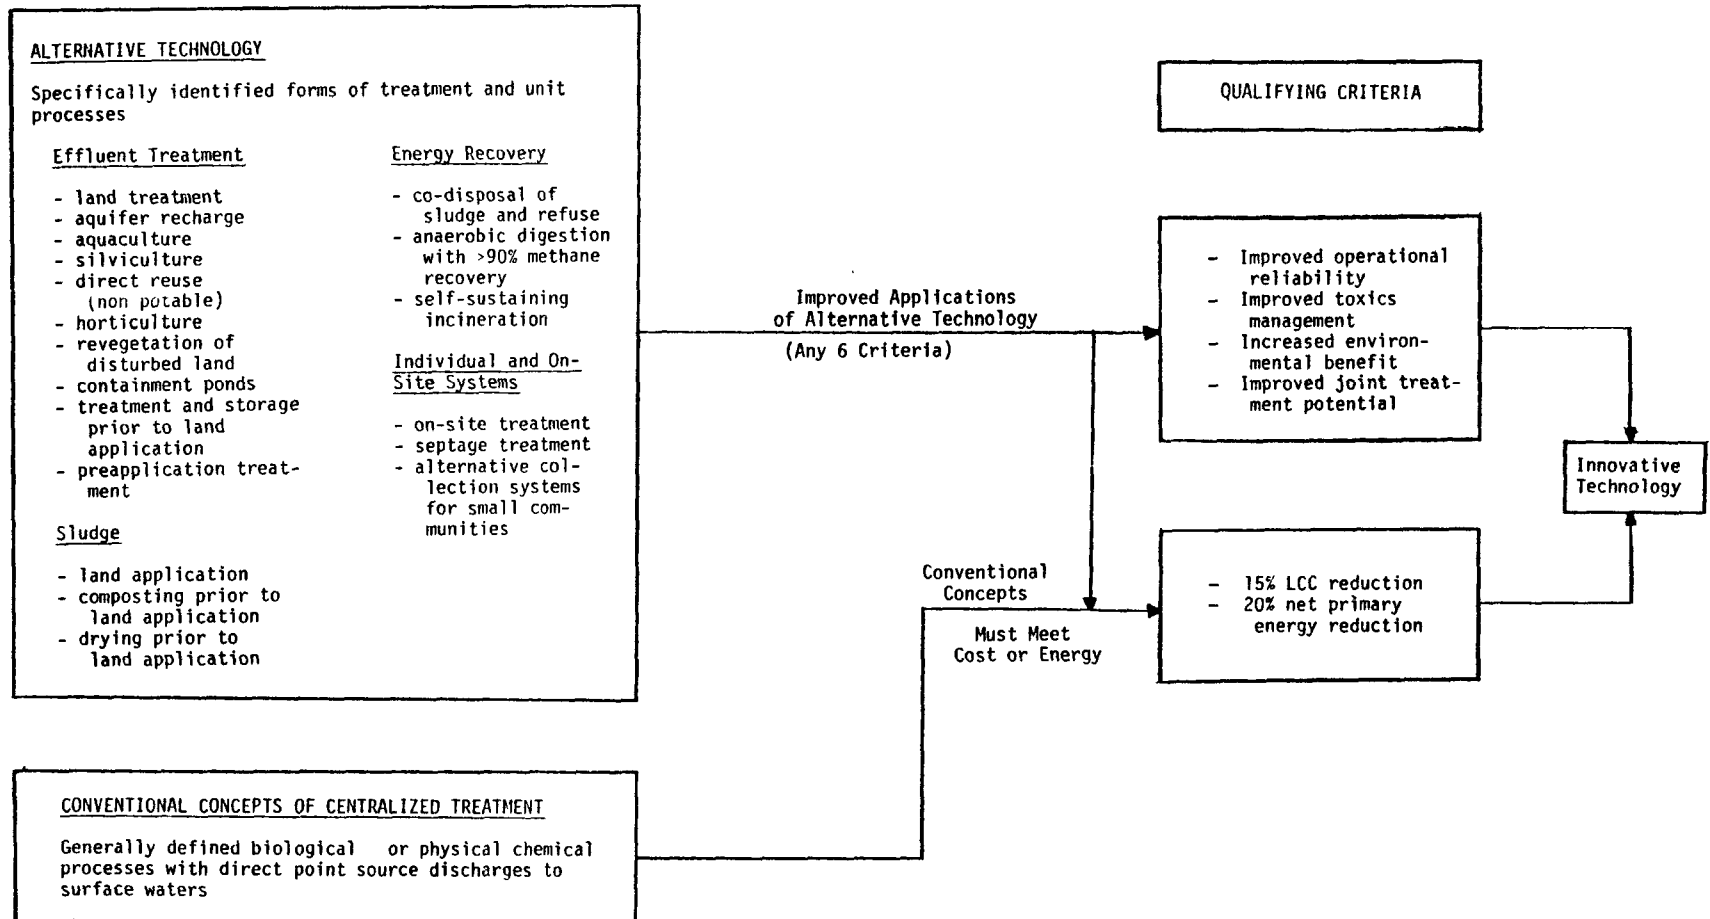 ALTERNATIVE TECHNOLOGY
Specifically identified forms of treatment and unit
processes
Effluent Treatment
- land treatment
- aquifer recharge
- aquaculture
- silviculture
- direct reuse
(non potable)
- horticulture
- revegetation of
disturbed land
- containment ponds
- treatment and storage
prior to land
application
- preapplication treat-
ment
Sludge
- land application
- composting prior to
land application
- drying prior to
land application
Energy Recovery
- co-disposal of
sludge and refuse
- anaerobic digestion
with >90% methane
recovery
- self-sustaining
incineration
Individual and On-
Site Systems
- on-site treatment
- septage treatment
- alternative col-
lection systems
for small com-
munities
CONVENTIONAL CONCEPTS OF CENTRALIZED TREATMENT
Generally defined biological or physical chemical
processes with direct point source discharges to
surface waters
Improved Applications
of Alternative Technology
(Any 6 Criteria)
Conventional
Concepts
Must Meet
Cost or Energy
QUALIFYING CRITERIA
- Improved operational
reliability
- Improved toxics
management
- Increased environ-
mental benefit
- Improved joint treat-
ment potential
- 15% LCC reduction
- 20% net primary
energy reduction
Innovative
Technology